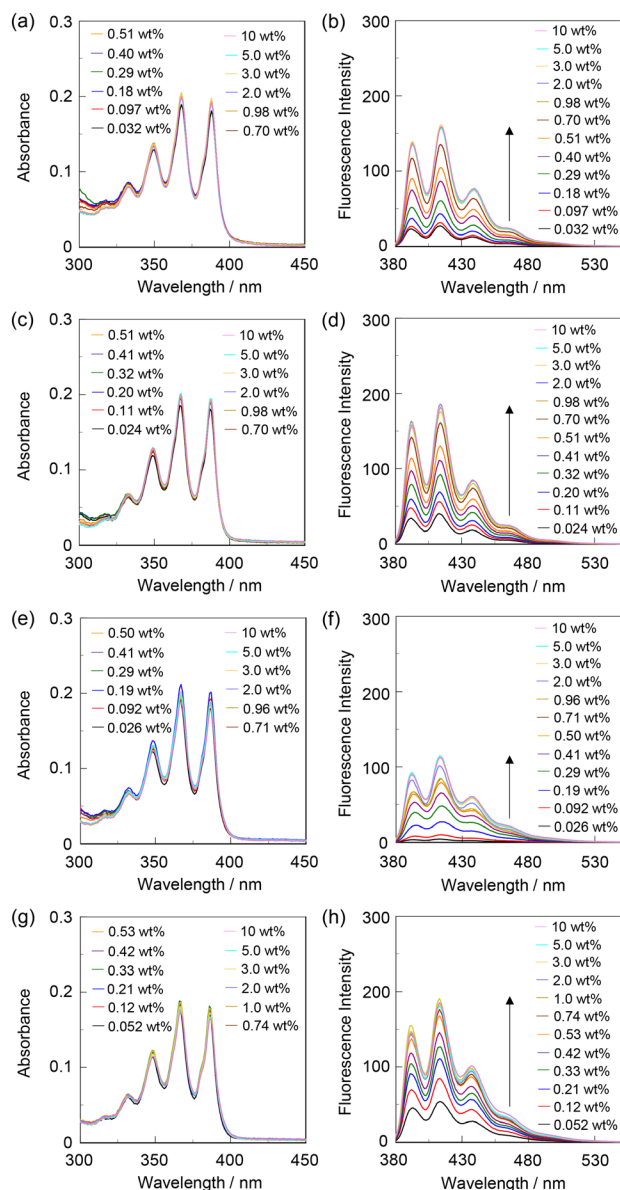 (a)
0.3
0.2
0.1
0
Absorbance
0.51 wt% 10 wt%
0.40 wt% 5.0 wt%
0.29 wt% 3.0 wt%
0.18 wt% 2.0 wt%
0.097 wt% 0.98 wt%
0.032 wt% 0.70 wt%
300 350 400 450
Wavelength / nm
(b)
300
200
100
0
Fluorescence Intensity
10 wt%
5.0 wt%
3.0 wt%
2.0 wt%
0.98 wt%
0.70 wt%
0.51 wt%
0.40 wt%
0.29 wt%
0.18 wt%
0.097 wt%
0.032 wt%
380 430 480 530
Wavelength / nm
(c)
0.3
0.2
0.1
0
Absorbance
0.51 wt% 10 wt%
0.41 wt% 5.0 wt%
0.32 wt% 3.0 wt%
0.20 wt% 2.0 wt%
0.11 wt% 0.98 wt%
0.024 wt% 0.70 wt%
300 350 400 450
Wavelength / nm
(d)
300
200
100
0
Fluorescence Intensity
10 wt%
5.0 wt%
3.0 wt%
2.0 wt%
0.98 wt%
0.70 wt%
0.51 wt%
0.41 wt%
0.32 wt%
0.20 wt%
0.11 wt%
0.024 wt%
380 430 480 530
Wavelength / nm
(e)
0.3
0.2
0.1
0
Absorbance
0.50 wt% 10 wt%
0.41 wt% 5.0 wt%
0.29 wt% 3.0 wt%
0.19 wt% 2.0 wt%
0.092 wt% 0.96 wt%
0.026 wt% 0.71 wt%
300 350 400 450
Wavelength / nm
(f)
300
200
100
0
Fluorescence Intensity
10 wt%
5.0 wt%
3.0 wt%
2.0 wt%
0.96 wt%
0.71 wt%
0.50 wt%
0.41 wt%
0.29 wt%
0.19 wt%
0.092 wt%
0.026 wt%
380 430 480 530
Wavelength / nm
(g)
0.3
0.2
0.1
0
Absorbance
0.53 wt% 10 wt%
0.42 wt% 5.0 wt%
0.33 wt% 3.0 wt%
0.21 wt% 2.0 wt%
0.12 wt% 1.0 wt%
0.052 wt% 0.74 wt%
300 350 400 450
Wavelength / nm
(h)
300
200
100
0
Fluorescence Intensity
10 wt%
5.0 wt%
3.0 wt%
2.0 wt%
1.0 wt%
0.74 wt%
0.53 wt%
0.42 wt%
0.33 wt%
0.21 wt%
0.12 wt%
0.052 wt%
380 430 480 530
Wavelength / nm